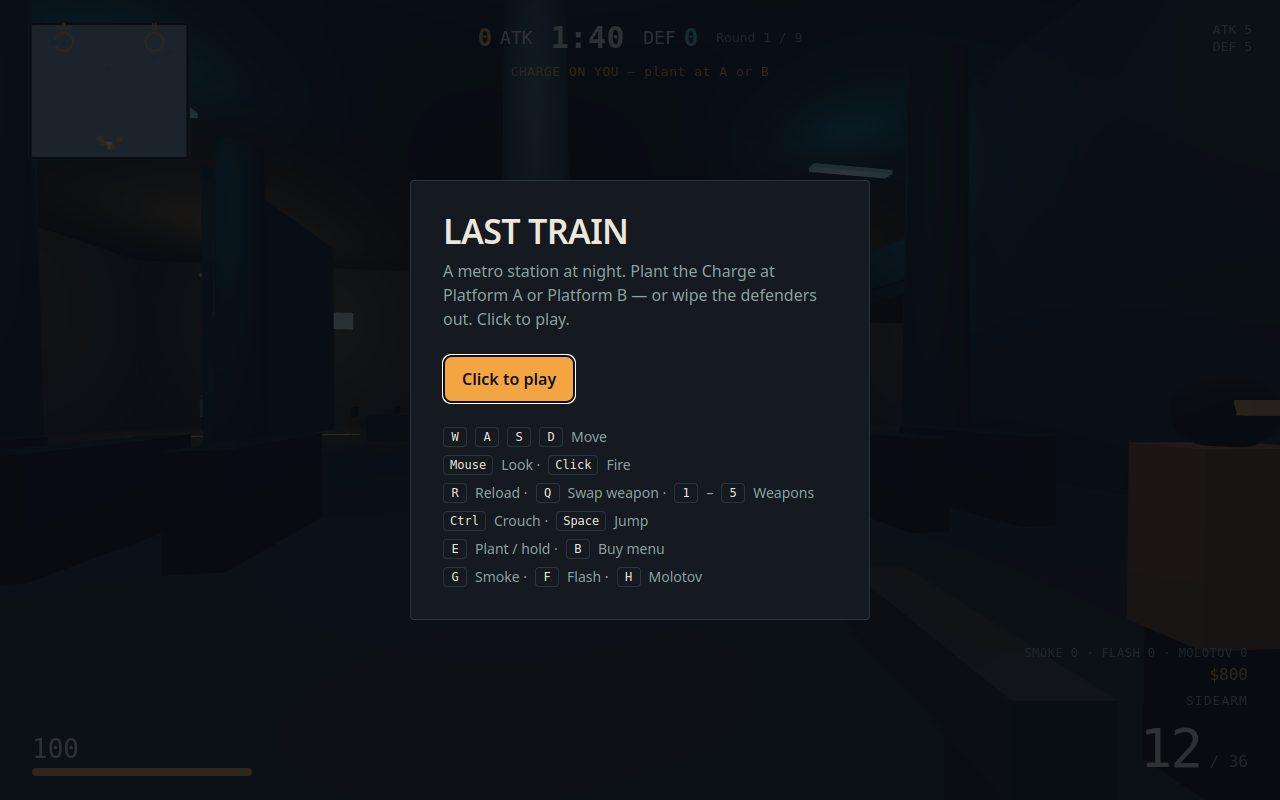 0 ATK 1:40 DEF 0 Round 1 / 9
CHARGE ON YOU — plant at A or B
ATK 5
DEF 5
LAST TRAIN
A metro station at night. Plant the Charge at
Platform A or Platform B — or wipe the defenders
out. Click to play.
Click to play
W A S D Move
Mouse Look · Click Fire
R Reload · Q Swap weapon · 1 – 5 Weapons
Ctrl Crouch · Space Jump
E Plant / hold · B Buy menu
G Smoke · F Flash · H Molotov
SMOKE 0 · FLASH 0 · MOLOTOV 0
$800
SIDEARM
12 / 36
100